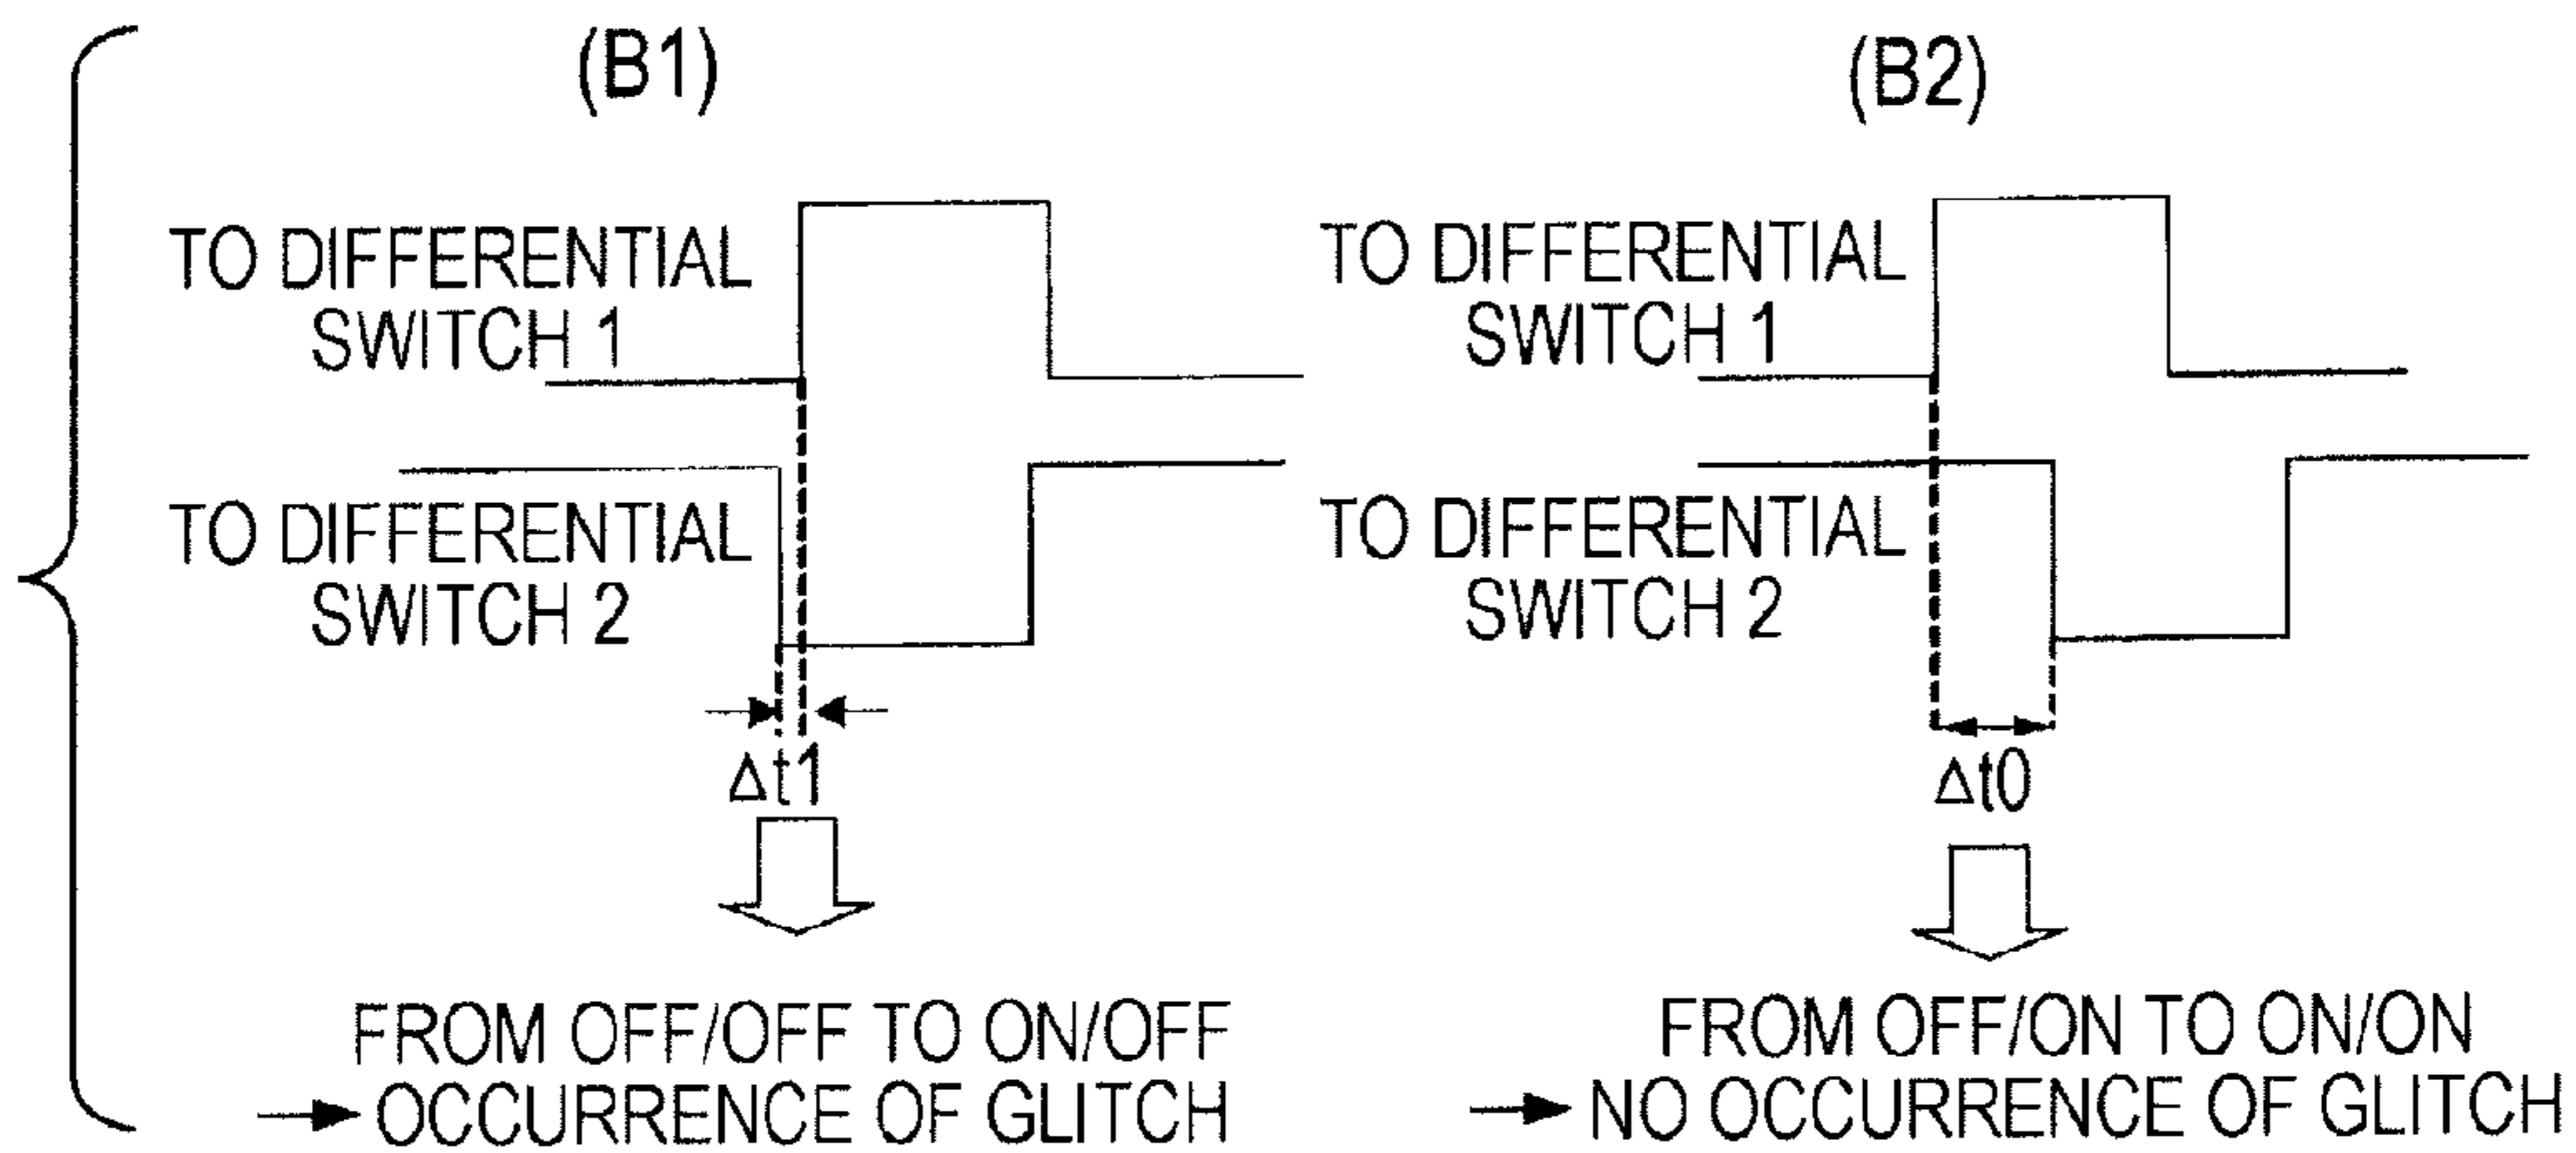 (B1)
TO DIFFERENTIAL
SWITCH 1
TO DIFFERENTIAL
SWITCH 2
Δt1
FROM OFF/OFF TO ON/OFF
→ OCCURRENCE OF GLITCH
(B2)
TO DIFFERENTIAL
SWITCH 1
TO DIFFERENTIAL
SWITCH 2
Δt0
FROM OFF/ON TO ON/ON
→ NO OCCURRENCE OF GLITCH